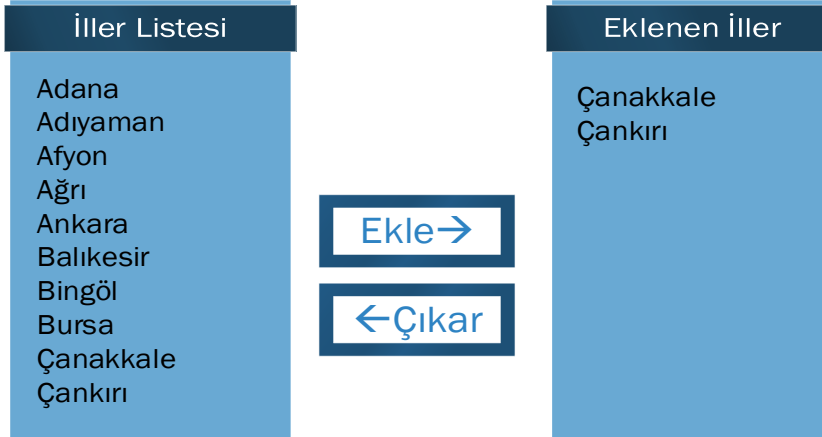 İller Listesi
Adana
Adıyaman
Afyon
Ağrı
Ankara
Balıkesir
Bingöl
Bursa
Çanakkale
Çankırı
Ekle→
←Çıkar
Eklenen İller
Çanakkale
Çankırı